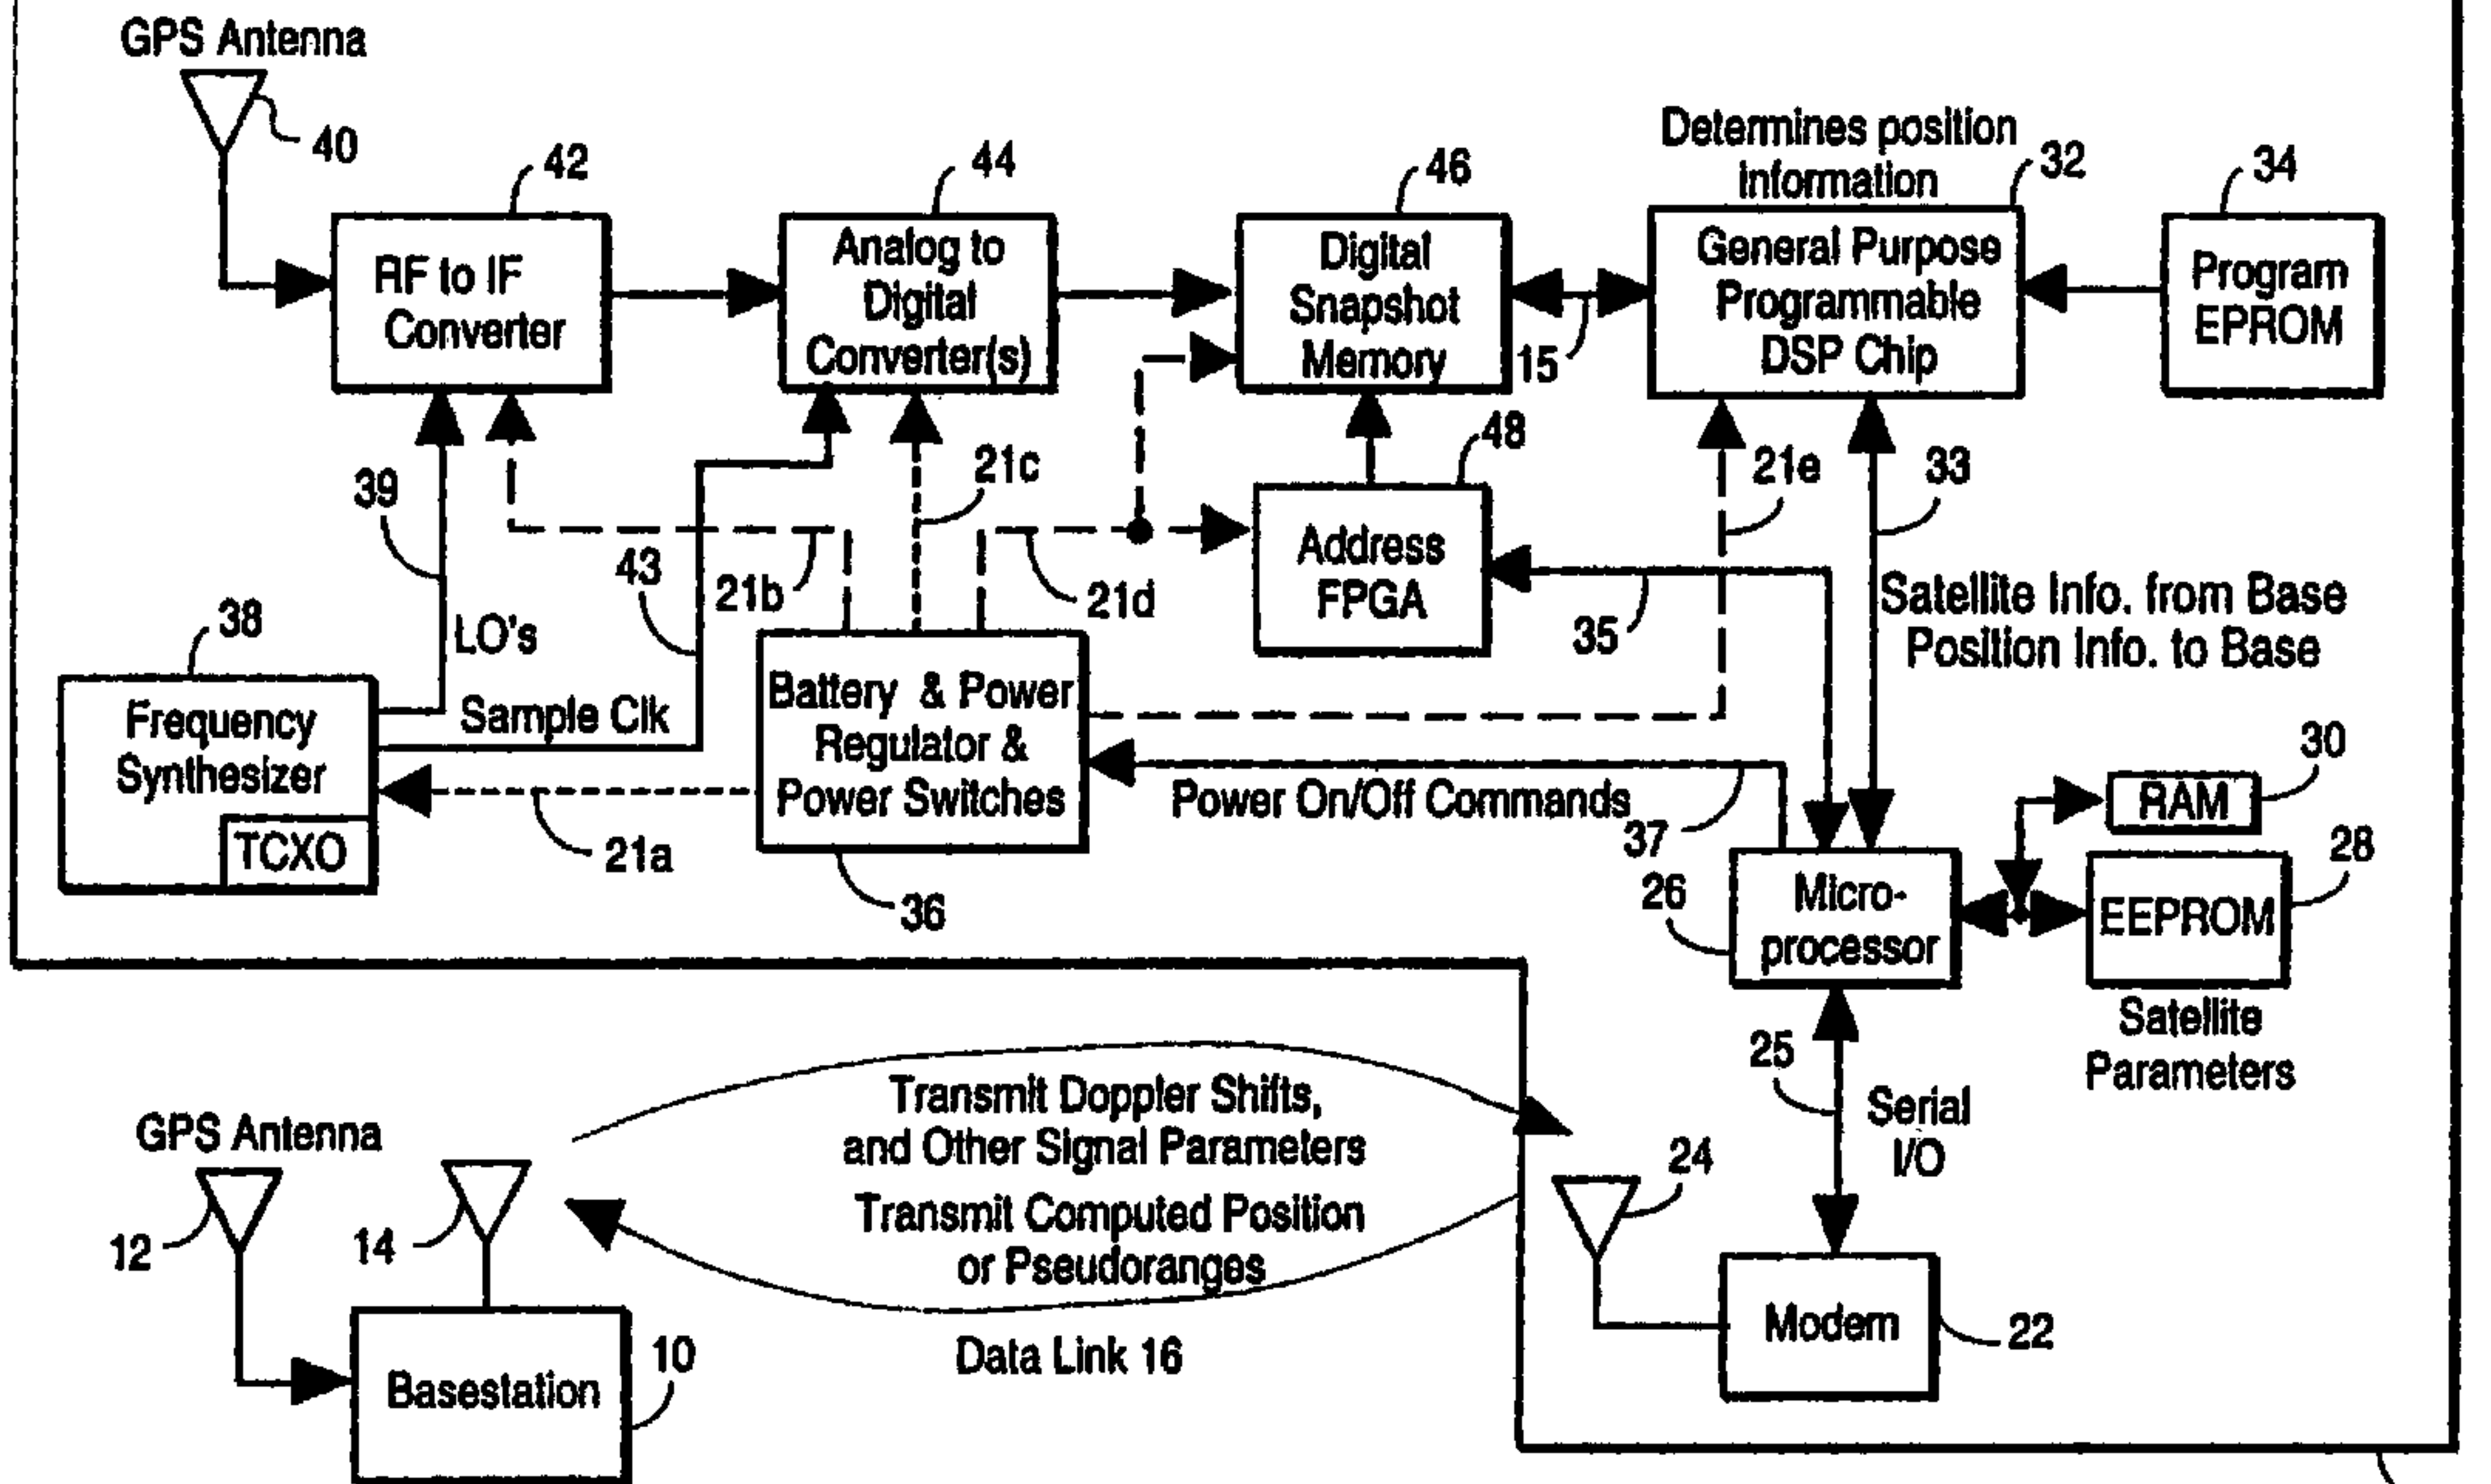 GPS Antenna
40
42
44
46
Determines position
Information
32
34
RF to IF
Converter
Analog to
Digital
Converter(s)
Digital
Snapshot
Memory
15
General Purpose
Programmable
DSP Chip
Program
EPROM
39
21c
48
21e
33
43
21b
21d
Address
FPGA
35
Satellite Info. from Base
Position Info. to Base
38
LO's
Frequency
Synthesizer
TCXO
Sample Clk
Battery & Power
Regulator &
Power Switches
Power On/Off Commands
37
30
RAM
21a
36
26
Micro-
processor
28
EEPROM
Satellite
Parameters
25
Serial
I/O
Transmit Doppler Shifts,
and Other Signal Parameters
Transmit Computed Position
or Pseudoranges
Data Link 16
GPS Antenna
12
14
24
Basestation
10
Modem
22